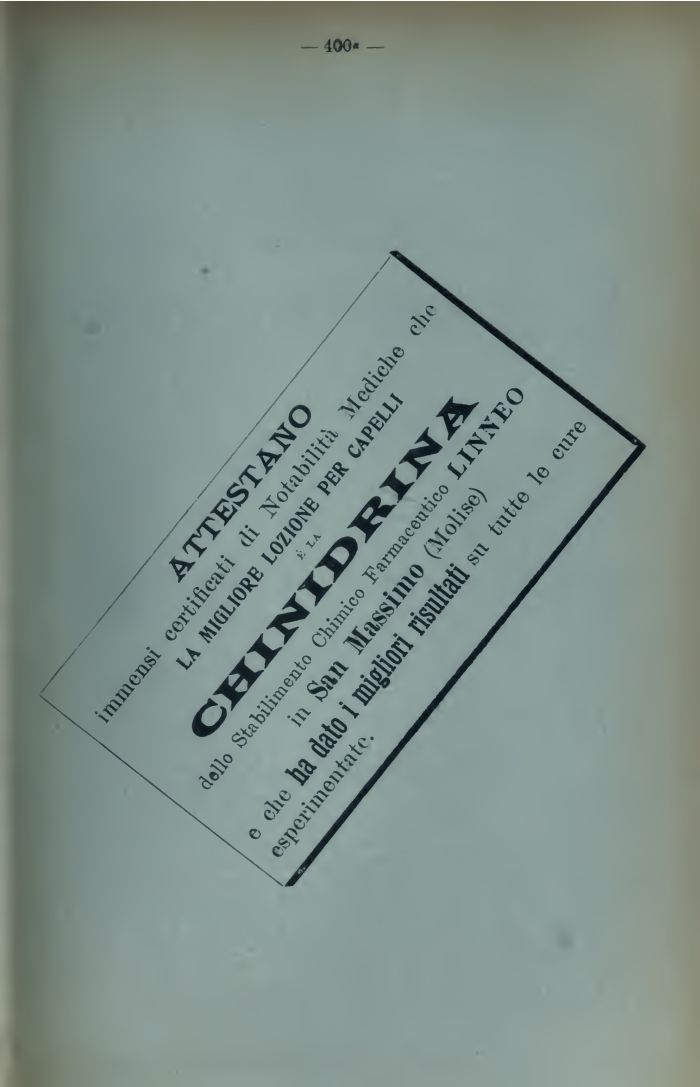 — 400a —
ATTESTANO
immensi certificati di Notabilità Mediche che
LA MIGLIORE LOZIONE PER CAPELLI
È LA
CHINIDRINA
dello Stabilimento Chimico Farmaceutico LINNEO
in San Massimo (Molise)
e che ha dato i migliori risultati su tutte le cure
esperimentate.